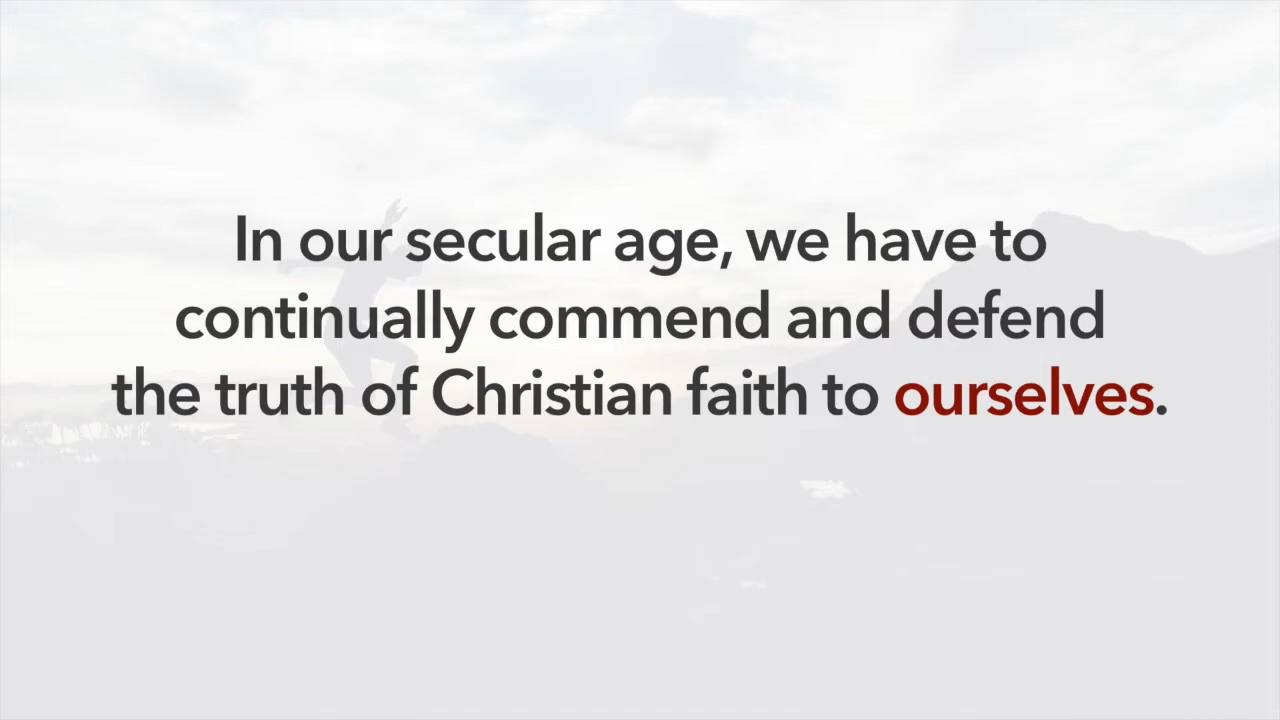 In our secular age, we have to
continually commend and defend
the truth of Christian faith to ourselves.